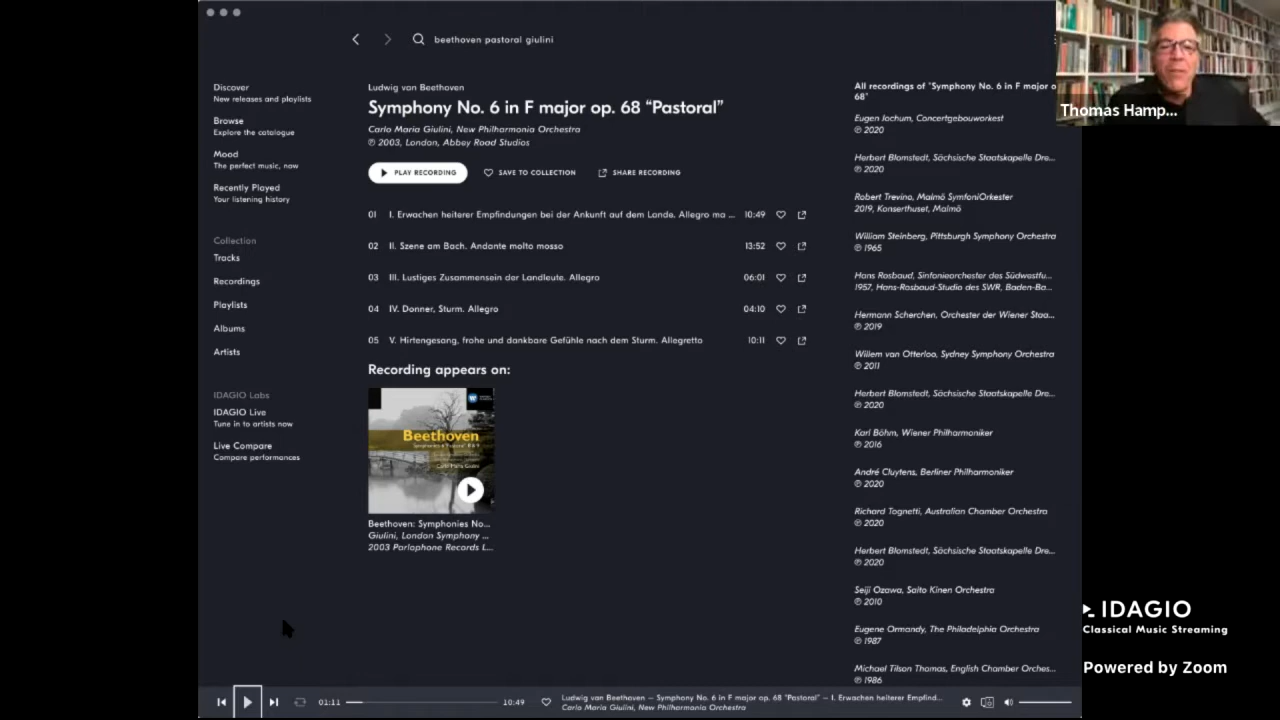 beethoven pastoral giulini
Thomas Hamp...
Discover
New releases and playlists
Browse
Explore the catalogue
Mood
The perfect music, now
Recently Played
Your listening history
Collection
Tracks
Recordings
Playlists
Albums
Artists
IDAGIO Labs
IDAGIO Live
Tune in to artists now
Live Compare
Compare performances
Ludwig van Beethoven
Symphony No. 6 in F major op. 68 “Pastoral”
Carlo Maria Giulini, New Philharmonia Orchestra
℗ 2003, London, Abbey Road Studios
PLAY RECORDING SAVE TO COLLECTION SHARE RECORDING
01 I. Erwachen heiterer Empfindungen bei der Ankunft auf dem Lande. Allegro ma ... 10:49
02 II. Szene am Bach. Andante molto mosso 13:52
03 III. Lustiges Zusammensein der Landleute. Allegro 06:01
04 IV. Donner, Sturm. Allegro 04:10
05 V. Hirtengesang, frohe und dankbare Gefühle nach dem Sturm. Allegretto 10:11
Recording appears on:
Beethoven
Carlo Maria Giulini
Beethoven: Symphonies No...
Giulini, London Symphony ...
2003 Parlophone Records L...
All recordings of "Symphony No. 6 in F major o
68"
Eugen Jochum, Concertgebouworkest
℗ 2020
Herbert Blomstedt, Sächsische Staatskapelle Dre...
℗ 2020
Robert Trevino, Malmö SymfoniOrkester
2019, Konserthuset, Malmö
William Steinberg, Pittsburgh Symphony Orchestra
℗ 1965
Hans Rosbaud, Sinfonieorchester des Südwestfu...
1957, Hans-Rosbaud-Studio des SWR, Baden-Ba...
Hermann Scherchen, Orchester der Wiener Staa...
℗ 2019
Willem van Otterloo, Sydney Symphony Orchestra
℗ 2011
Herbert Blomstedt, Sächsische Staatskapelle Dre...
℗ 2020
Karl Böhm, Wiener Philharmoniker
℗ 2016
André Cluytens, Berliner Philharmoniker
℗ 2020
Richard Tognetti, Australian Chamber Orchestra
℗ 2020
Herbert Blomstedt, Sächsische Staatskapelle Dre...
℗ 2020
Seiji Ozawa, Saito Kinen Orchestra
℗ 2010
Eugene Ormandy, The Philadelphia Orchestra
℗ 1987
Michael Tilson Thomas, English Chamber Orches...
℗ 1986
IDAGIO
Classical Music Streaming
Powered by Zoom
01:11 10:49
Ludwig van Beethoven – Symphony No. 6 in F major op. 68 “Pastoral” – I. Erwachen heiterer Empfind...
Carlo Maria Giulini, New Philharmonia Orchestra